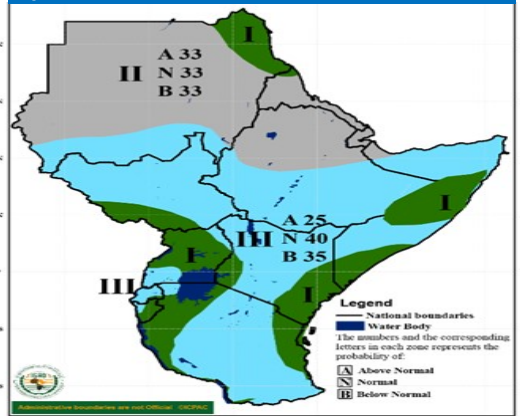 I
A 33
II N 33
B 33
I
A 25
III N 40
B 35
I
III
I
Legend
National boundaries
Water Body
The numbers and the corresponding
letters in each zone represents the
probability of:
A Above Normal
N Normal
B Below Normal
Administrative boundaries are not Official ©ICPAC